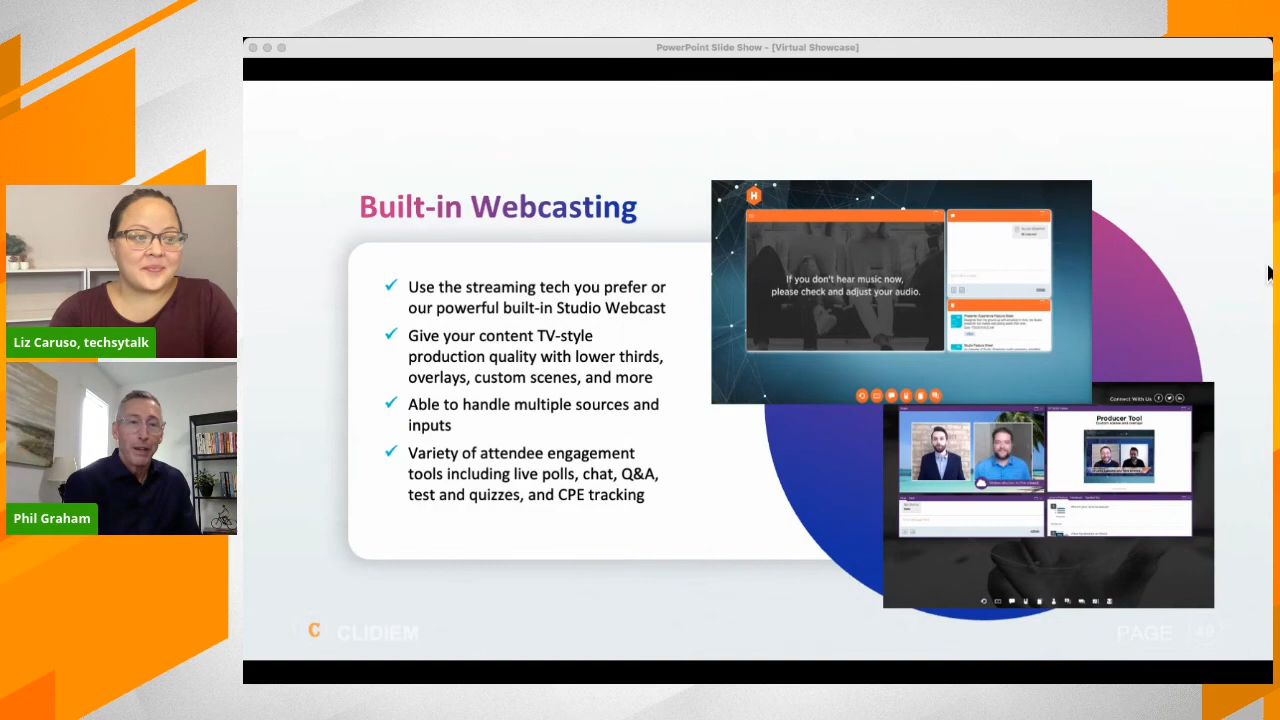 PowerPoint Slide Show - [Virtual Showcase]
Built-in Webcasting
Use the streaming tech you prefer or
our powerful built-in Studio Webcast
Give your content TV-style
production quality with lower thirds,
overlays, custom scenes, and more
Able to handle multiple sources and
inputs
Variety of attendee engagement
tools including live polls, chat, Q&A,
test and quizzes, and CPE tracking
H
If you don't hear music now,
please check and adjust your audio.
Connect With Us
Producer Tool
Liz Caruso, techsytalk
Phil Graham
C CLIDIEM
PAGE